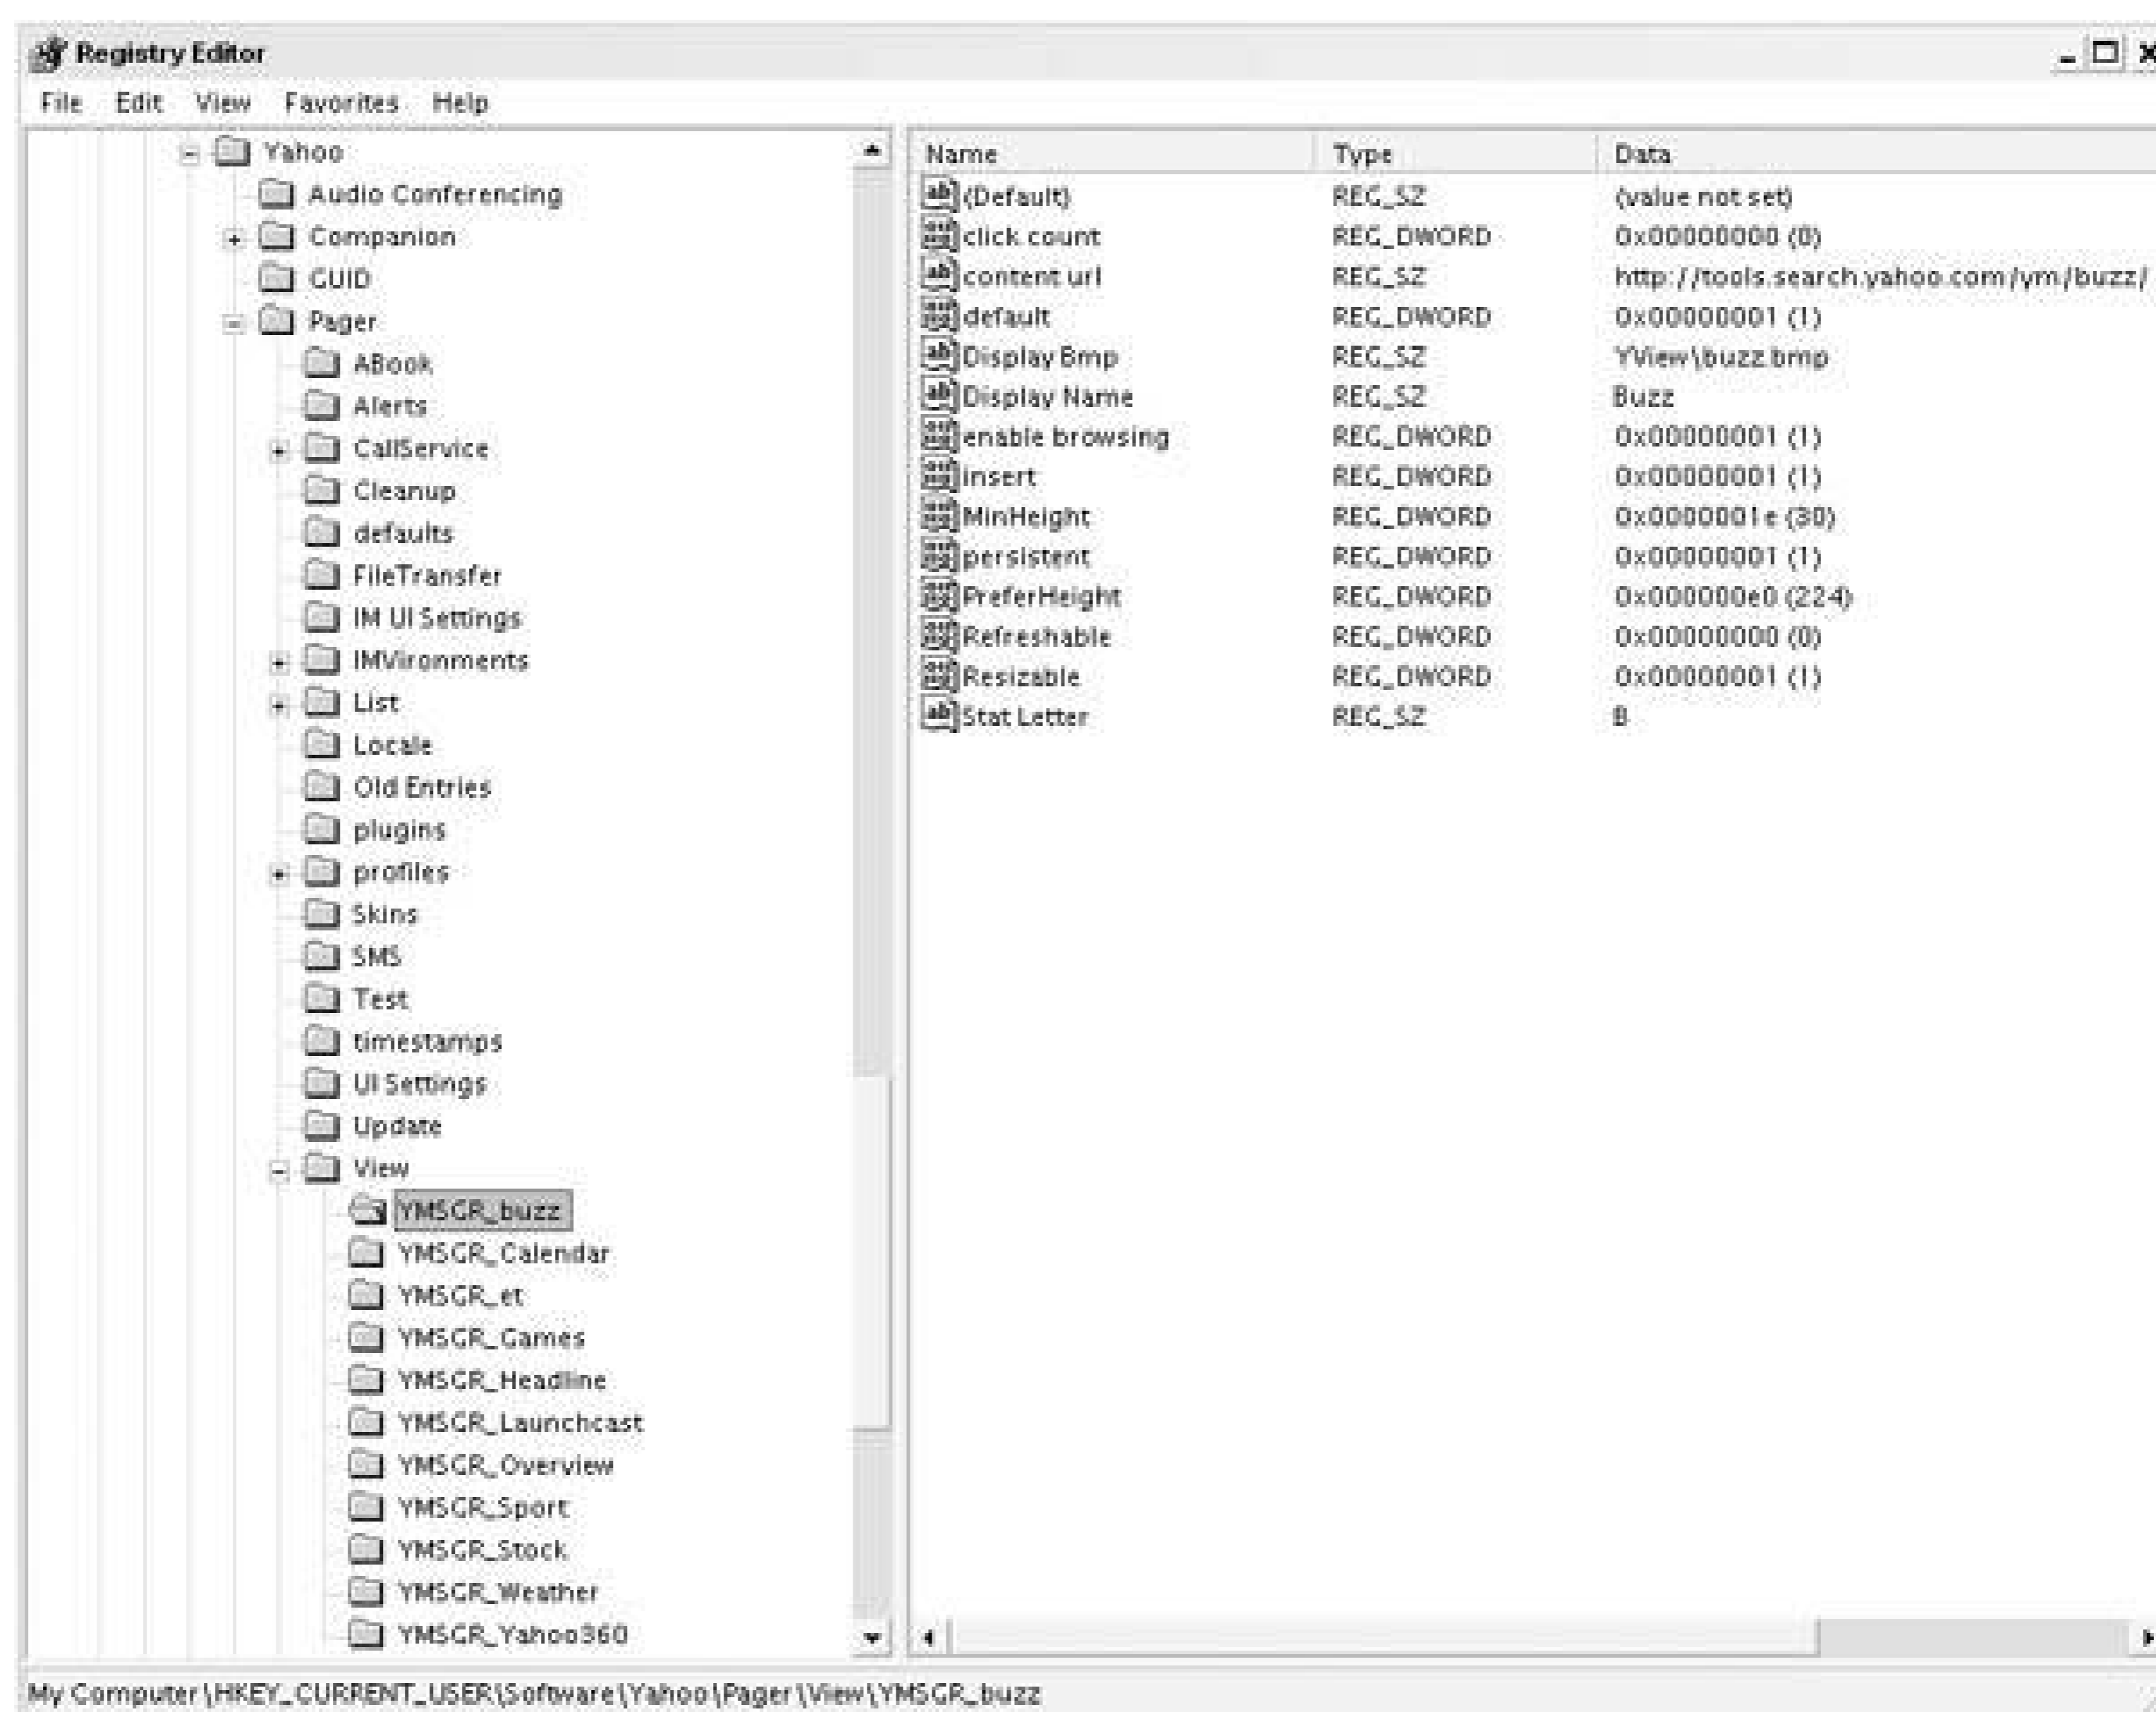 Registry Editor
File Edit View Favorites Help
Yahoo
Audio Conferencing
Companion
GUID
Pager
ABook
Alerts
CallService
Cleanup
defaults
FileTransfer
IM UI Settings
IMVironments
List
Locale
Old Entries
plugins
profiles
Skins
SMS
Test
timestamps
UI Settings
Update
View
YMSGR_buzz
YMSGR_Calendar
YMSGR_et
YMSGR_Games
YMSGR_Headline
YMSGR_Launchcast
YMSGR_Overview
YMSGR_Sport
YMSGR_Stock
YMSGR_Weather
YMSGR_Yahoo360
Name Type Data
(Default) REG_SZ (value not set)
click count REG_DWORD 0x00000000 (0)
content url REG_SZ http://tools.search.yahoo.com/ym/buzz/
default REG_DWORD 0x00000001 (1)
Display Bmp REG_SZ YView\buzz.bmp
Display Name REG_SZ Buzz
enable browsing REG_DWORD 0x00000001 (1)
insert REG_DWORD 0x00000001 (1)
MinHeight REG_DWORD 0x0000001e (30)
persistent REG_DWORD 0x00000001 (1)
PreferHeight REG_DWORD 0x000000e0 (224)
Refreshable REG_DWORD 0x00000000 (0)
Resizable REG_DWORD 0x00000001 (1)
Stat Letter REG_SZ B
My Computer\HKEY_CURRENT_USER\Software\Yahoo\Pager\View\YMSGR_buzz